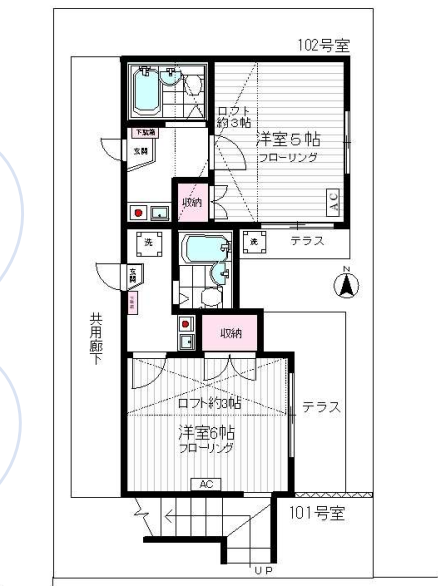 102号室
ロフト
約3帖
洋室5帖
フローリング
下駄箱
玄関
収納
AC
洗
洗
テラス
N
玄関
共用廊下
収納
ロフト約3帖
テラス
洋室6帖
フローリング
AC
101号室
UP